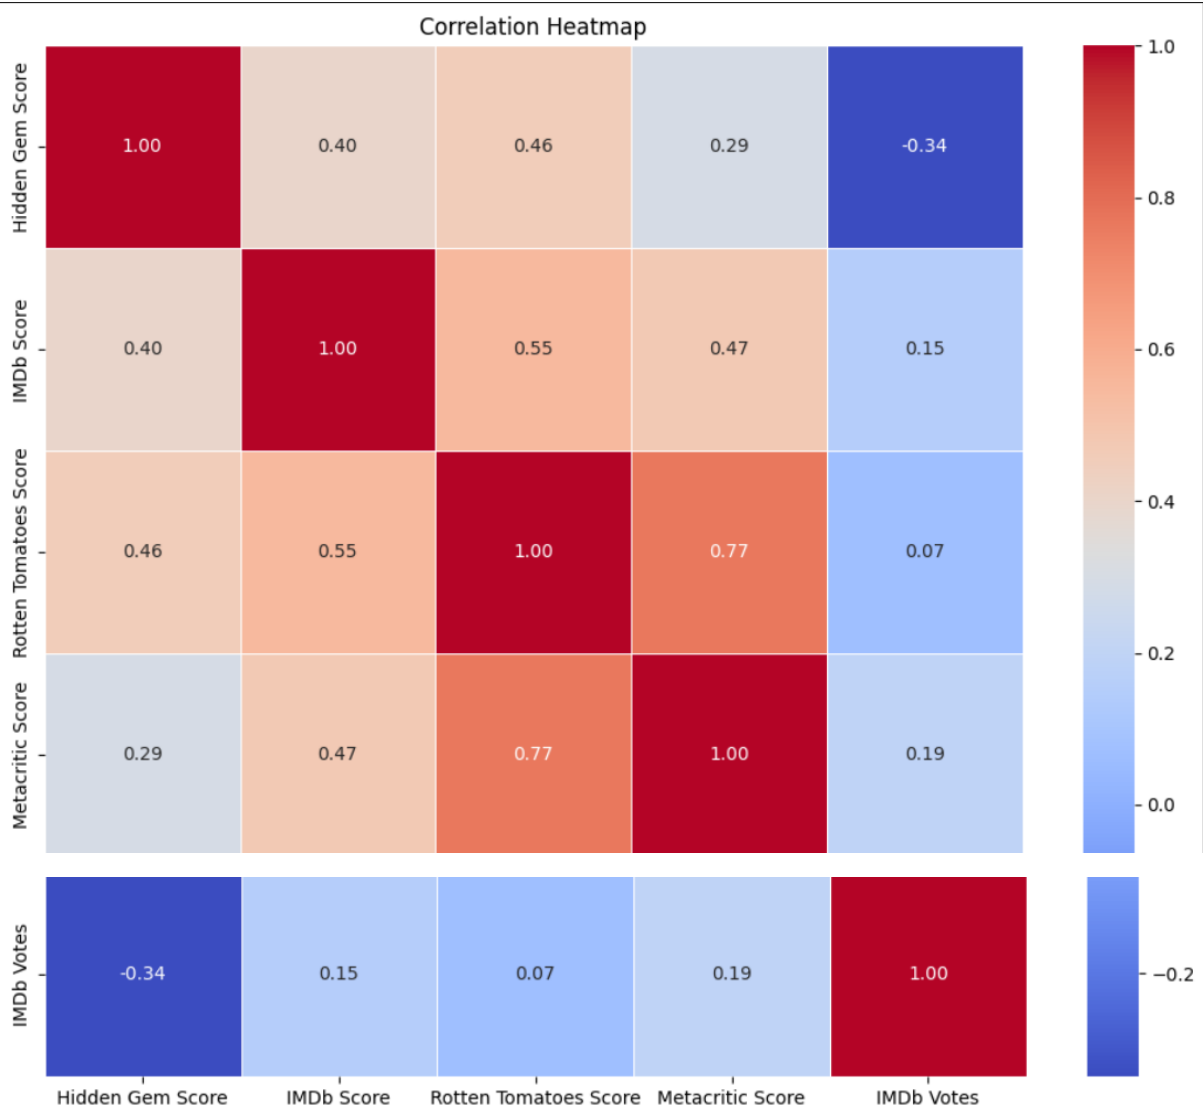 Correlation Heatmap
Hidden Gem Score
1.00 0.40 0.46 0.29 -0.34
IMDb Score
0.40 1.00 0.55 0.47 0.15
Rotten Tomatoes Score
0.46 0.55 1.00 0.77 0.07
Metacritic Score
0.29 0.47 0.77 1.00 0.19
IMDb Votes
-0.34 0.15 0.07 0.19 1.00
Hidden Gem Score IMDb Score Rotten Tomatoes Score Metacritic Score IMDb Votes
1.0
0.8
0.6
0.4
0.2
0.0
−0.2